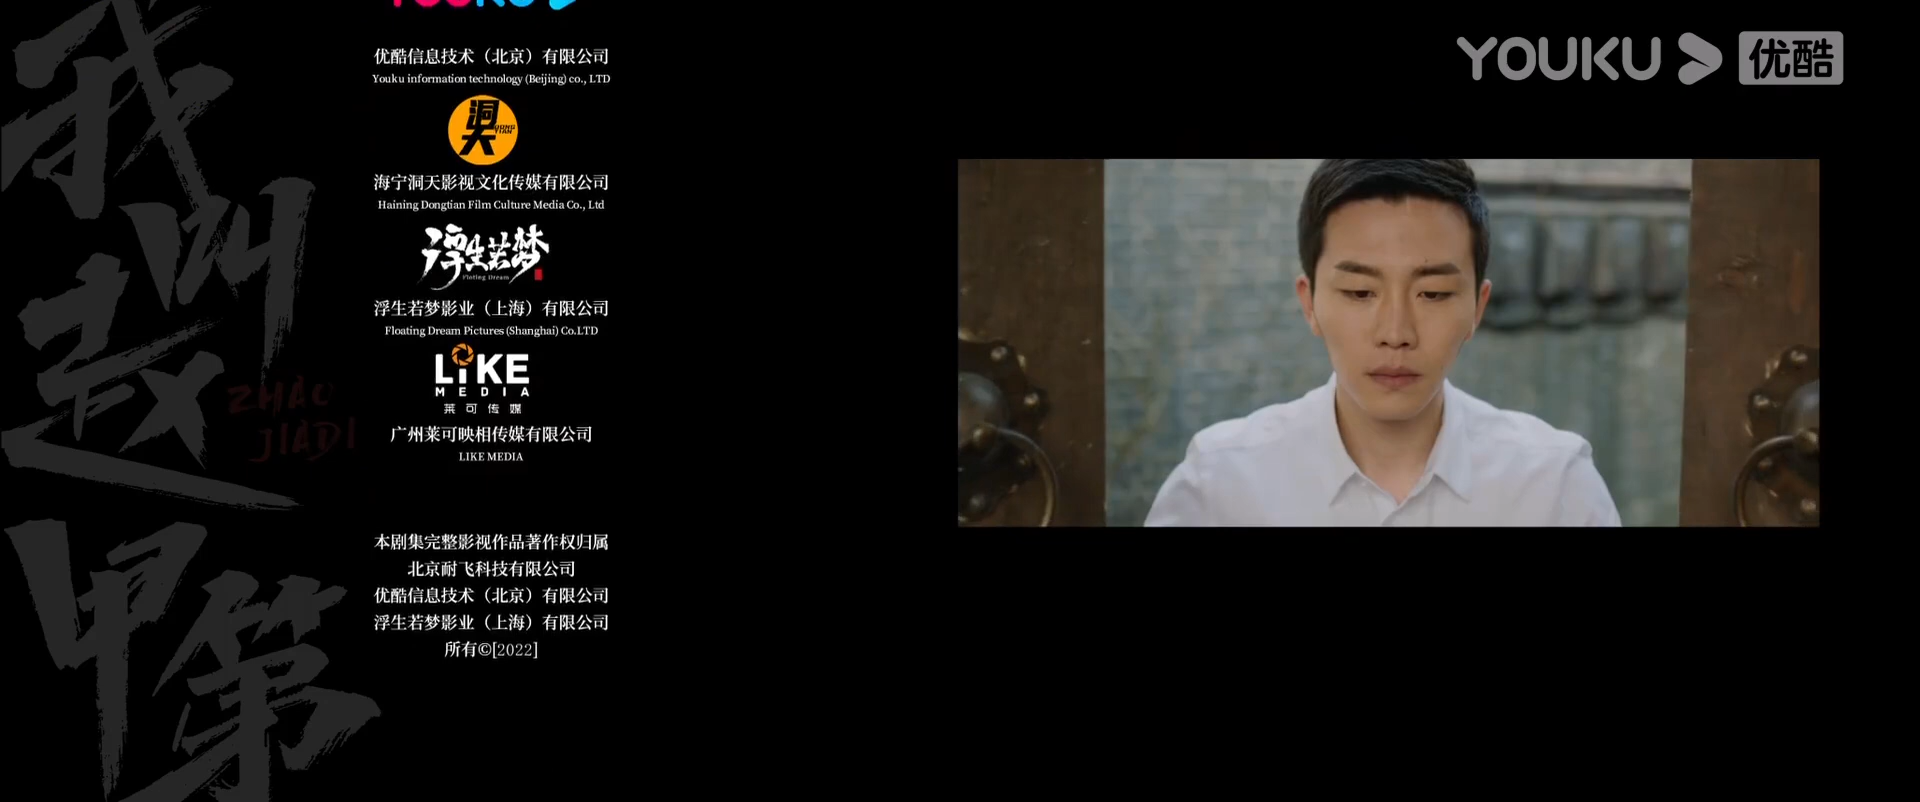 我叫赵甲第
ZHAO
JIADI
YOUKU
优酷信息技术（北京）有限公司
Youku information technology (Beijing) co., LTD
洞天
DONG
TIAN
海宁洞天影视文化传媒有限公司
Haining Dongtian Film Culture Media Co., Ltd
浮生若梦
Floting Dream
浮生若梦影业（上海）有限公司
Floating Dream Pictures (Shanghai) Co.LTD
LiKE
MEDIA
莱可传媒
广州莱可映相传媒有限公司
LIKE MEDIA
本剧集完整影视作品著作权归属
北京耐飞科技有限公司
优酷信息技术（北京）有限公司
浮生若梦影业（上海）有限公司
所有©[2022]
YOUKU 优酷